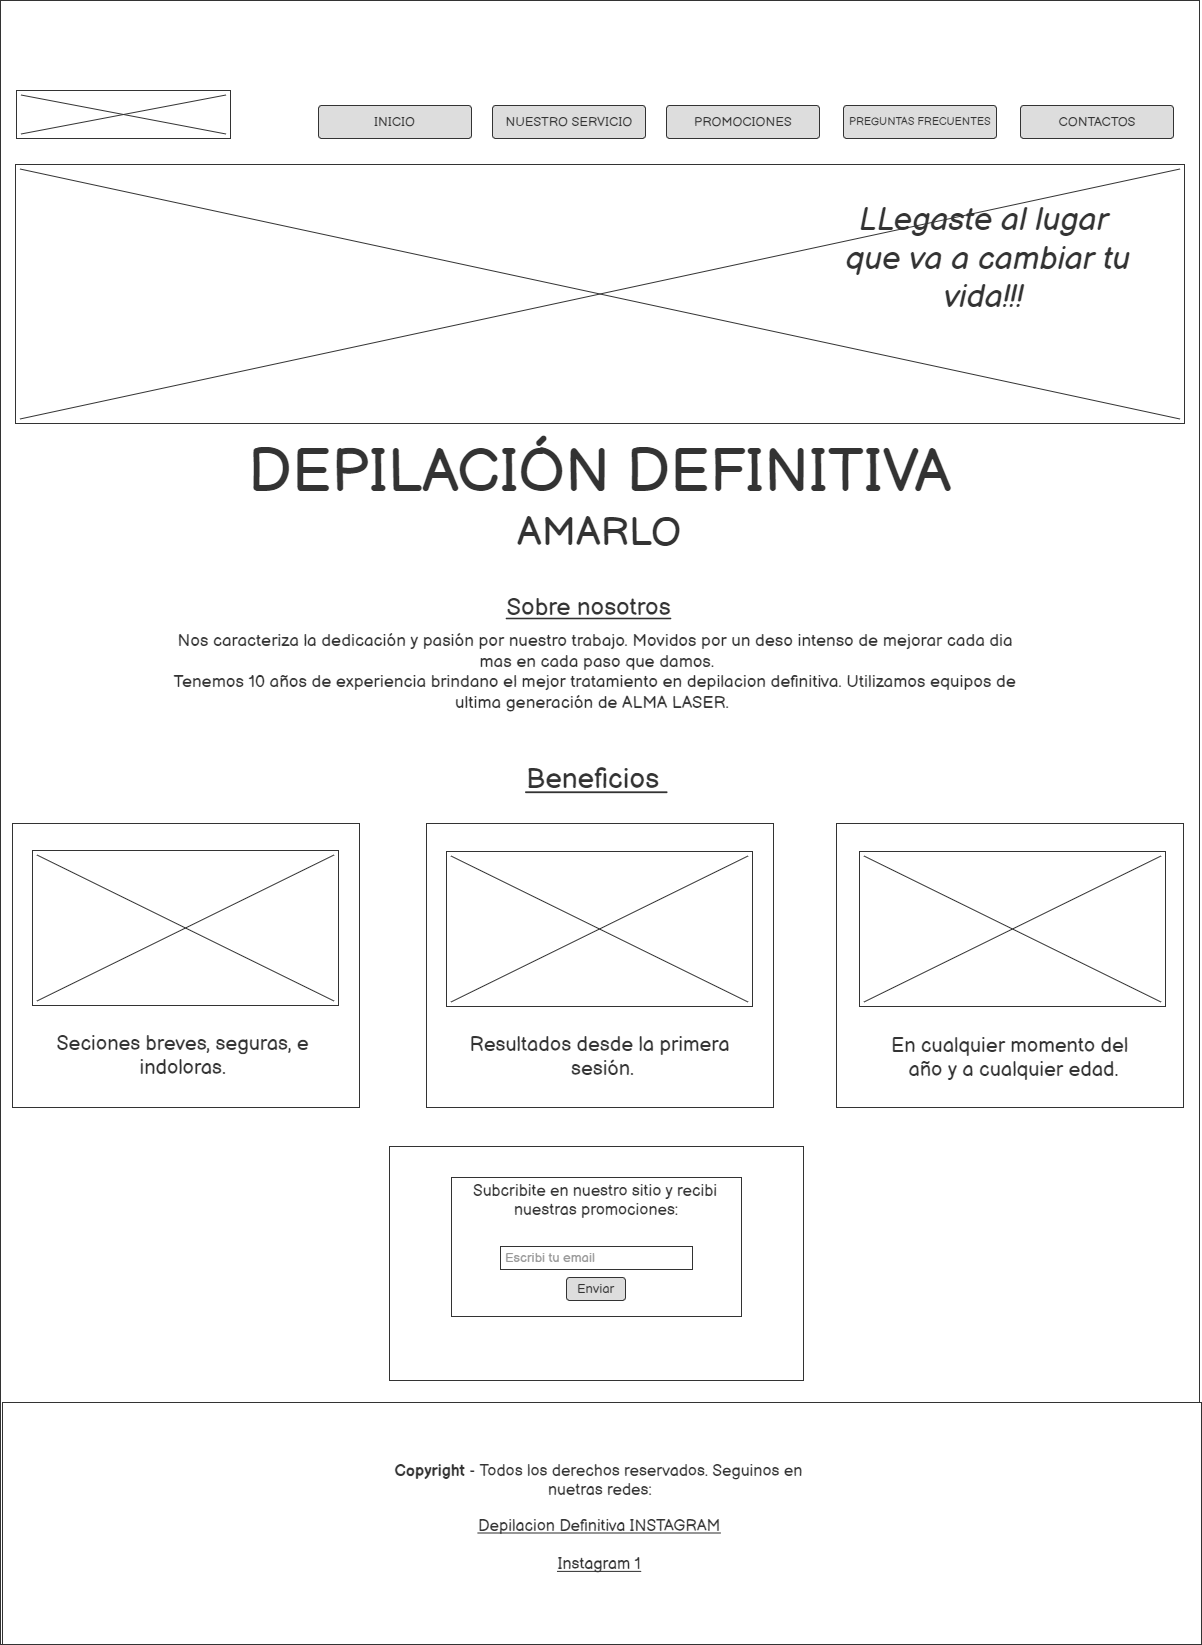 INICIO
NUESTRO SERVICIO
PROMOCIONES
PREGUNTAS FRECUENTES
CONTACTOS
LLegaste al lugar
que va a cambiar tu
vida!!!
DEPILACIÓN DEFINITIVA
AMARLO
Sobre nosotros
Nos caracteriza la dedicación y pasión por nuestro trabajo. Movidos por un deso intenso de mejorar cada dia
mas en cada paso que damos.
Tenemos 10 años de experiencia brindano el mejor tratamiento en depilacion definitiva. Utilizamos equipos de
ultima generación de ALMA LASER.
Beneficios
Seciones breves, seguras, e
indoloras.
Resultados desde la primera
sesión.
En cualquier momento del
año y a cualquier edad.
Subcribite en nuestro sitio y recibi
nuestras promociones:
Escribi tu email
Enviar
Copyright - Todos los derechos reservados. Seguinos en
nuetras redes:
Depilacion Definitiva INSTAGRAM
Instagram 1